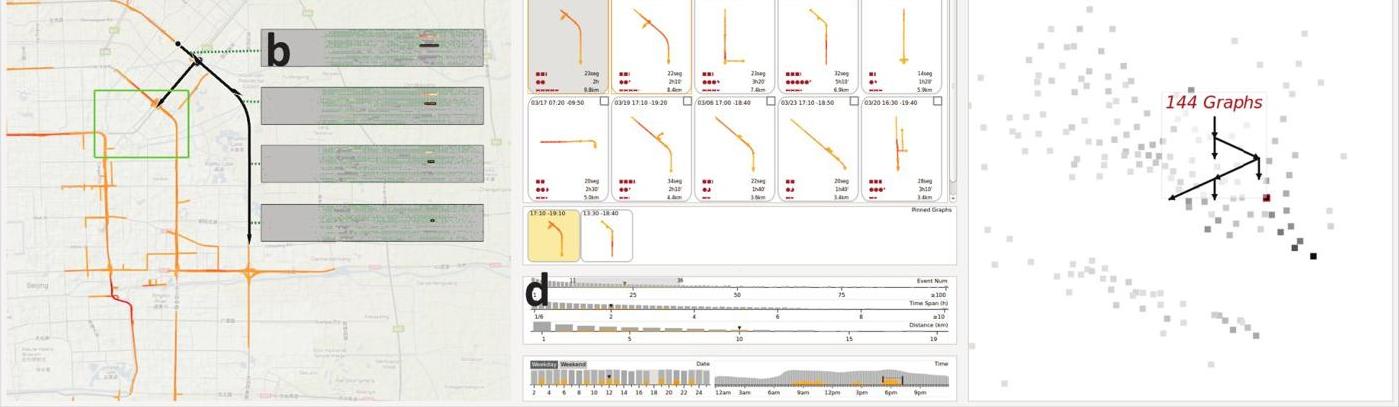 b
Beijing
23seg
2h
9.8km
22seg
2h10'
8.4km
23seg
3h20'
7.4km
32seg
5h10'
6.9km
14seg
1h20'
5.9km
03/17 07:20 -09:50
20seg
2h30'
5.0km
03/19 17:10 -19:20
34seg
2h10'
4.4km
03/06 17:00 -18:40
22seg
1h40'
3.6km
03/23 17:10 -18:50
20seg
1h40'
3.4km
03/20 16:30 -19:40
28seg
3h10'
3.4km
Pinned Graphs
17:10 -19:10
13:30 -18:40
d
11 36 Event Num
1 25 50 75 ≥100
Time Span (h)
1/6 2 4 6 8 ≥10
Distance (km)
1 5 10 15 19
Weekday Weekend Date
2 4 6 8 10 12 14 16 18 20 22 24
Time
12am 3am 6am 9am 12pm 3pm 6pm 9pm
144 Graphs